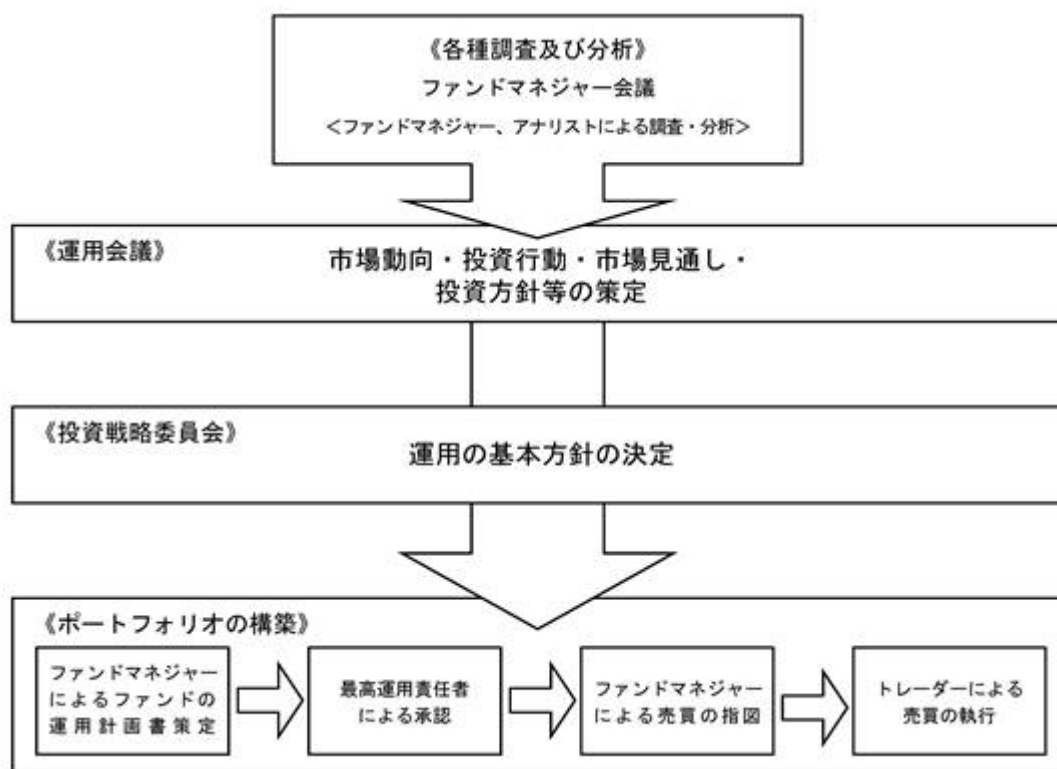 《各種調査及び分析》
ファンドマネジャー会議
＜ファンドマネジャー、アナリストによる調査・分析＞
《運用会議》
市場動向・投資行動・市場見通し・
投資方針等の策定
《投資戦略委員会》
運用の基本方針の決定
《ポートフォリオの構築》
ファンドマネジャー
によるファンドの
運用計画書策定
最高運用責任者
による承認
ファンドマネジャー
による売買の指図
トレーダーによる
売買の執行